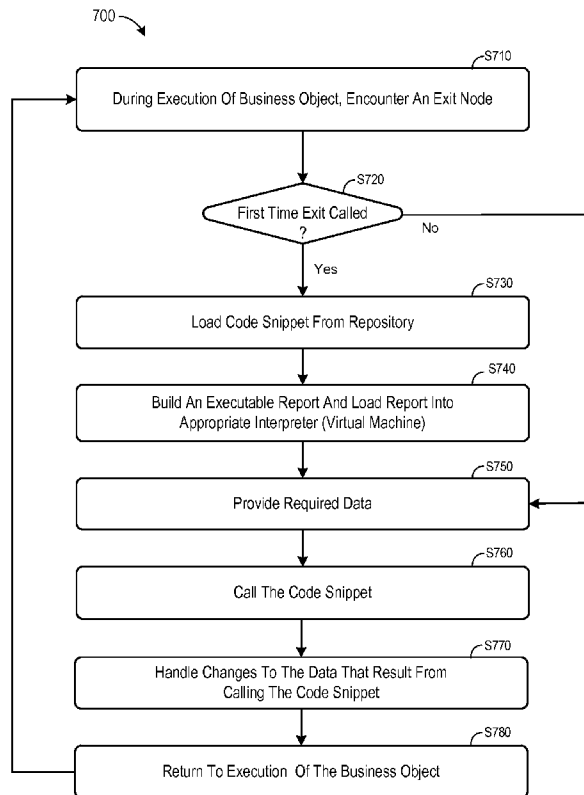 700
S710
During Execution Of Business Object, Encounter An Exit Node
S720
First Time Exit Called
?
No
Yes
S730
Load Code Snippet From Repository
S740
Build An Executable Report And Load Report Into
Appropriate Interpreter (Virtual Machine)
S750
Provide Required Data
S760
Call The Code Snippet
S770
Handle Changes To The Data That Result From
Calling The Code Snippet
S780
Return To Execution Of The Business Object